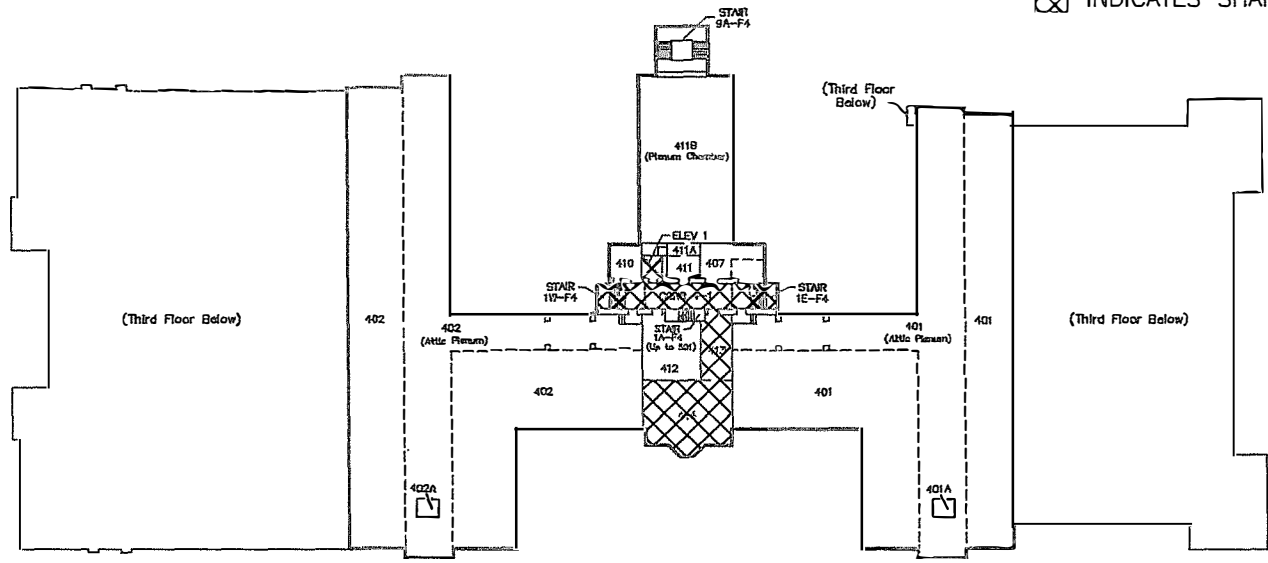 INDICATES SHA
STAIR
9A-F4
(Third Floor
Below)
411B
(Plenum Chamber)
ELEV 1
411A
410
411
407
STAIR
1W-F4
STAIR
1E-F4
(Third Floor Below)
402
402
(Attic Plenum)
STAIR
1A-F4
(Up to 501)
413
401
(Attic Plenum)
401
(Third Floor Below)
412
402
401
402A
401A